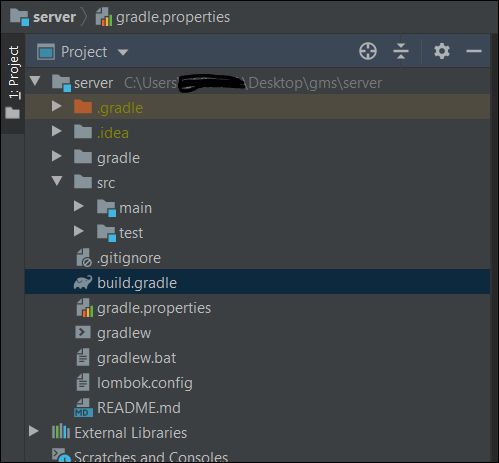 server gradle.properties
1: Project
Project
server C:\Users\ \Desktop\gms\server
.gradle
.idea
gradle
src
main
test
.gitignore
build.gradle
gradle.properties
gradlew
gradlew.bat
lombok.config
MD README.md
External Libraries
Scratches and Consoles